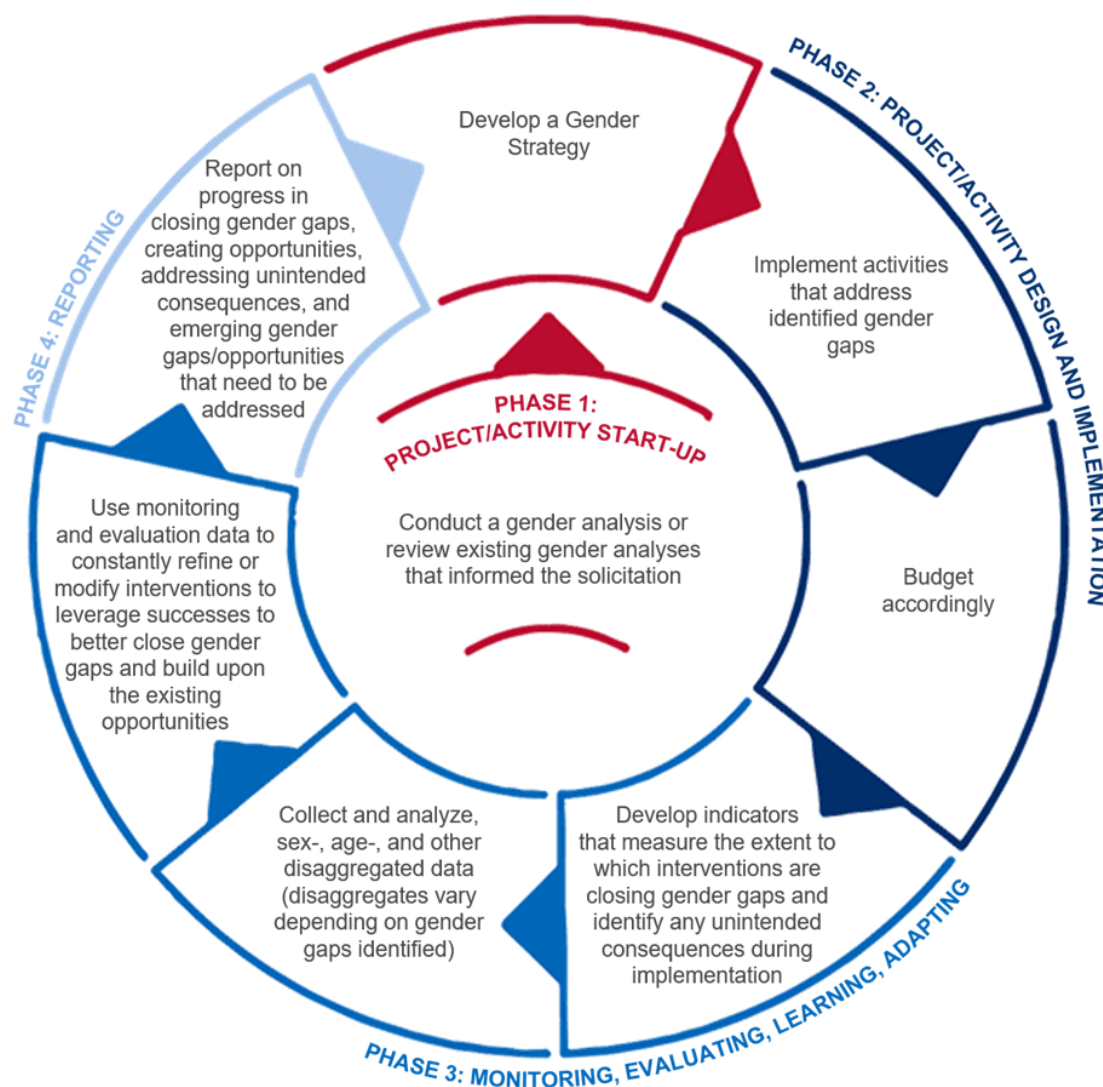 PHASE 1:
PROJECT/ACTIVITY START-UP
Conduct a gender analysis or
review existing gender analyses
that informed the solicitation
Develop a Gender
Strategy
PHASE 2: PROJECT/ACTIVITY DESIGN AND IMPLEMENTATION
Implement activities
that address
identified gender
gaps
Budget
accordingly
PHASE 3: MONITORING, EVALUATING, LEARNING, ADAPTING
Develop indicators
that measure the extent to
which interventions are
closing gender gaps and
identify any unintended
consequences during
implementation
Collect and analyze,
sex-, age-, and other
disaggregated data
(disaggregates vary
depending on gender
gaps identified)
Use monitoring
and evaluation data to
constantly refine or
modify interventions to
leverage successes to
better close gender
gaps and build upon
the existing
opportunities
PHASE 4: REPORTING
Report on
progress in
closing gender gaps,
creating opportunities,
addressing unintended
consequences, and
emerging gender
gaps/opportunities
that need to be
addressed